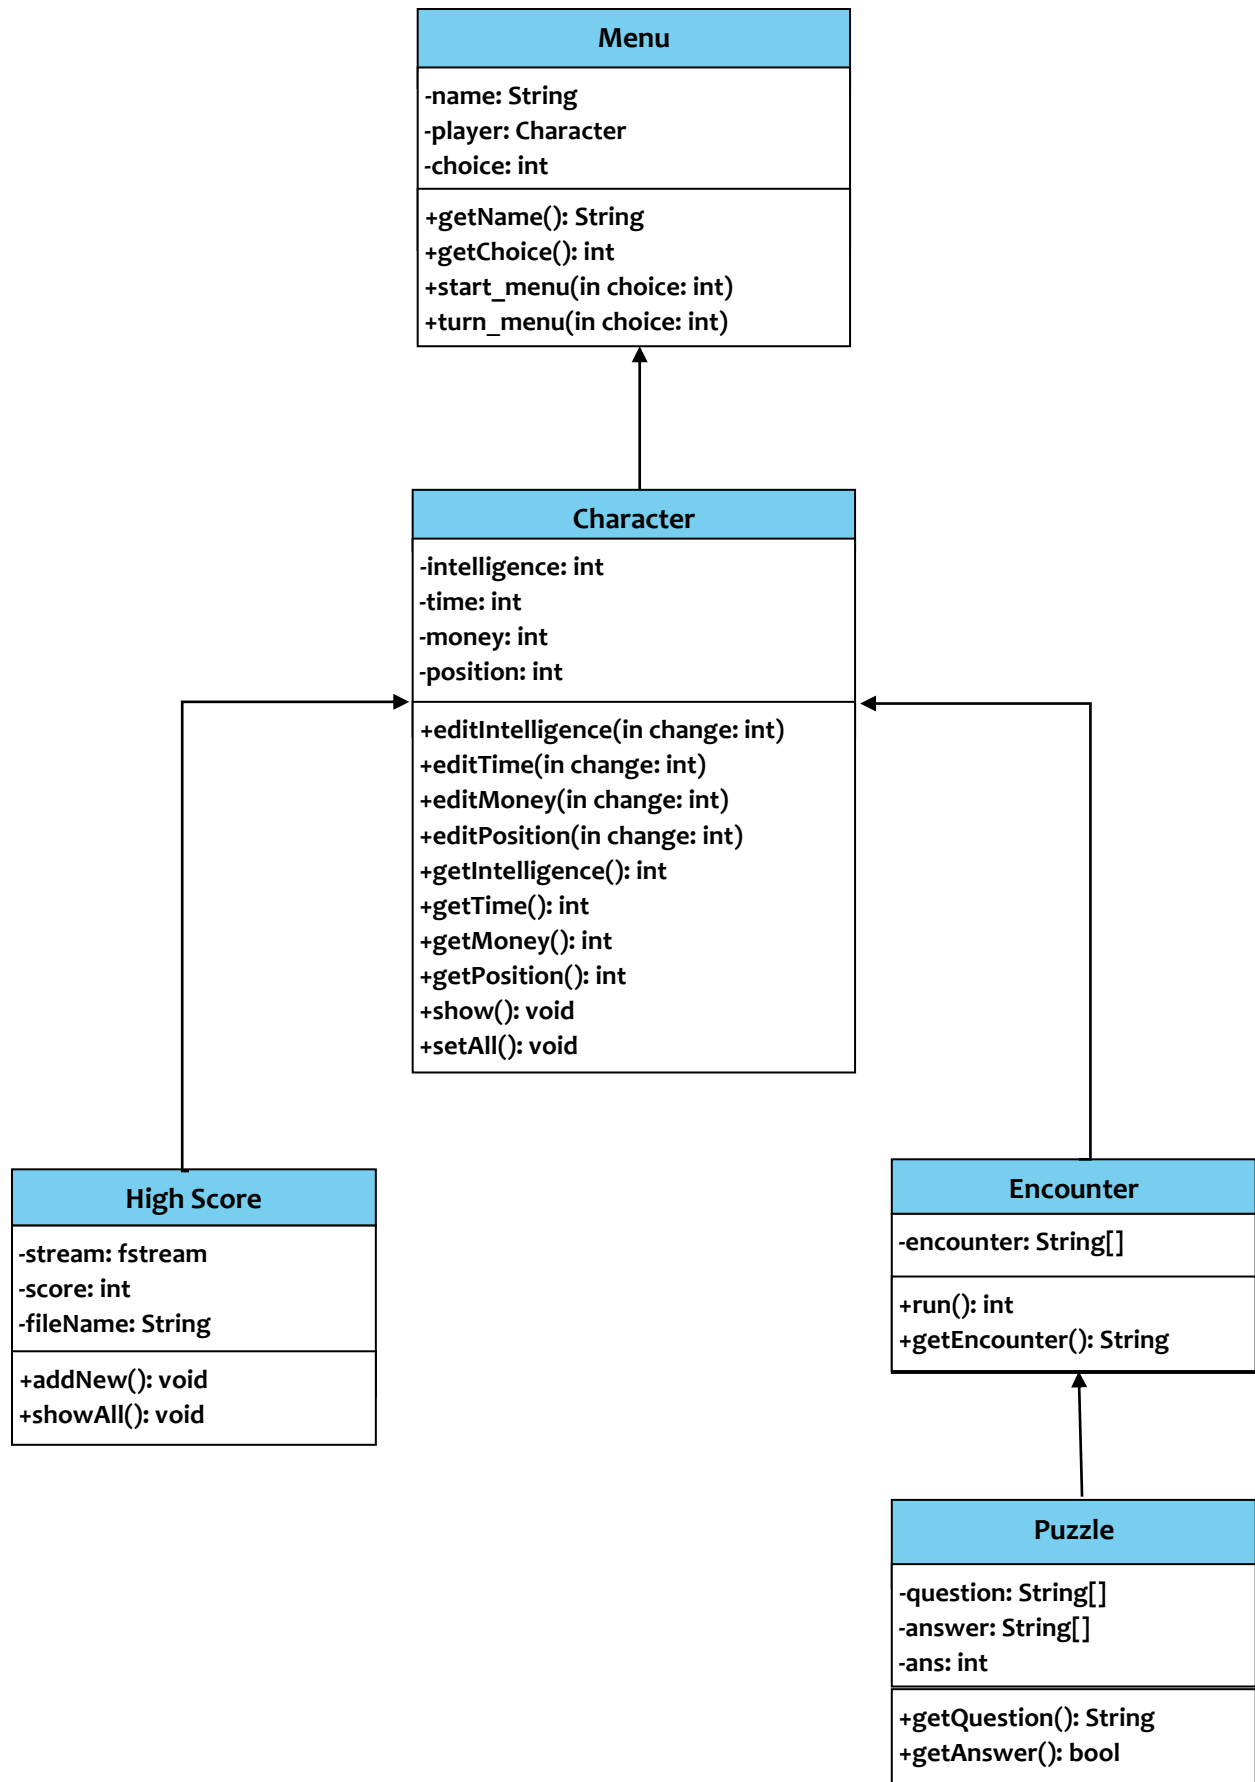 Menu
-name: String
-player: Character
-choice: int
+getName(): String
+getChoice(): int
+start_menu(in choice: int)
+turn_menu(in choice: int)
Character
-intelligence: int
-time: int
-money: int
-position: int
+editIntelligence(in change: int)
+editTime(in change: int)
+editMoney(in change: int)
+editPosition(in change: int)
+getIntelligence(): int
+getTime(): int
+getMoney(): int
+getPosition(): int
+show(): void
+setAll(): void
High Score
-stream: fstream
-score: int
-fileName: String
+addNew(): void
+showAll(): void
Encounter
-encounter: String[]
+run(): int
+getEncounter(): String
Puzzle
-question: String[]
-answer: String[]
-ans: int
+getQuestion(): String
+getAnswer(): bool